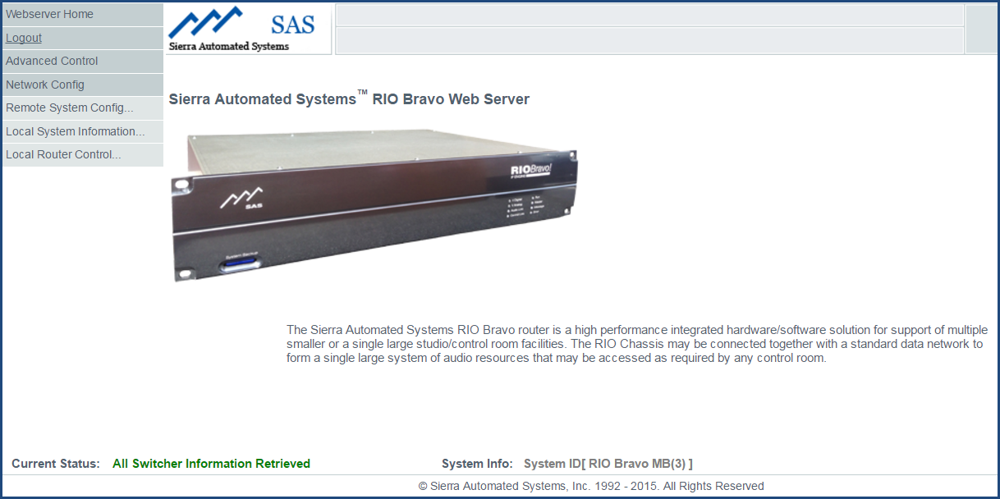 Webserver Home
Logout
Advanced Control
Network Config
Remote System Config...
Local System Information...
Local Router Control...
SAS
Sierra Automated Systems
Sierra Automated Systems™ RIO Bravo Web Server
RIOBravo!
SAS
System Backup
The Sierra Automated Systems RIO Bravo router is a high performance integrated hardware/software solution for support of multiple
smaller or a single large studio/control room facilities. The RIO Chassis may be connected together with a standard data network to
form a single large system of audio resources that may be accessed as required by any control room.
Current Status: All Switcher Information Retrieved
System Info: System ID[ RIO Bravo MB(3) ]
© Sierra Automated Systems, Inc. 1992 - 2015. All Rights Reserved